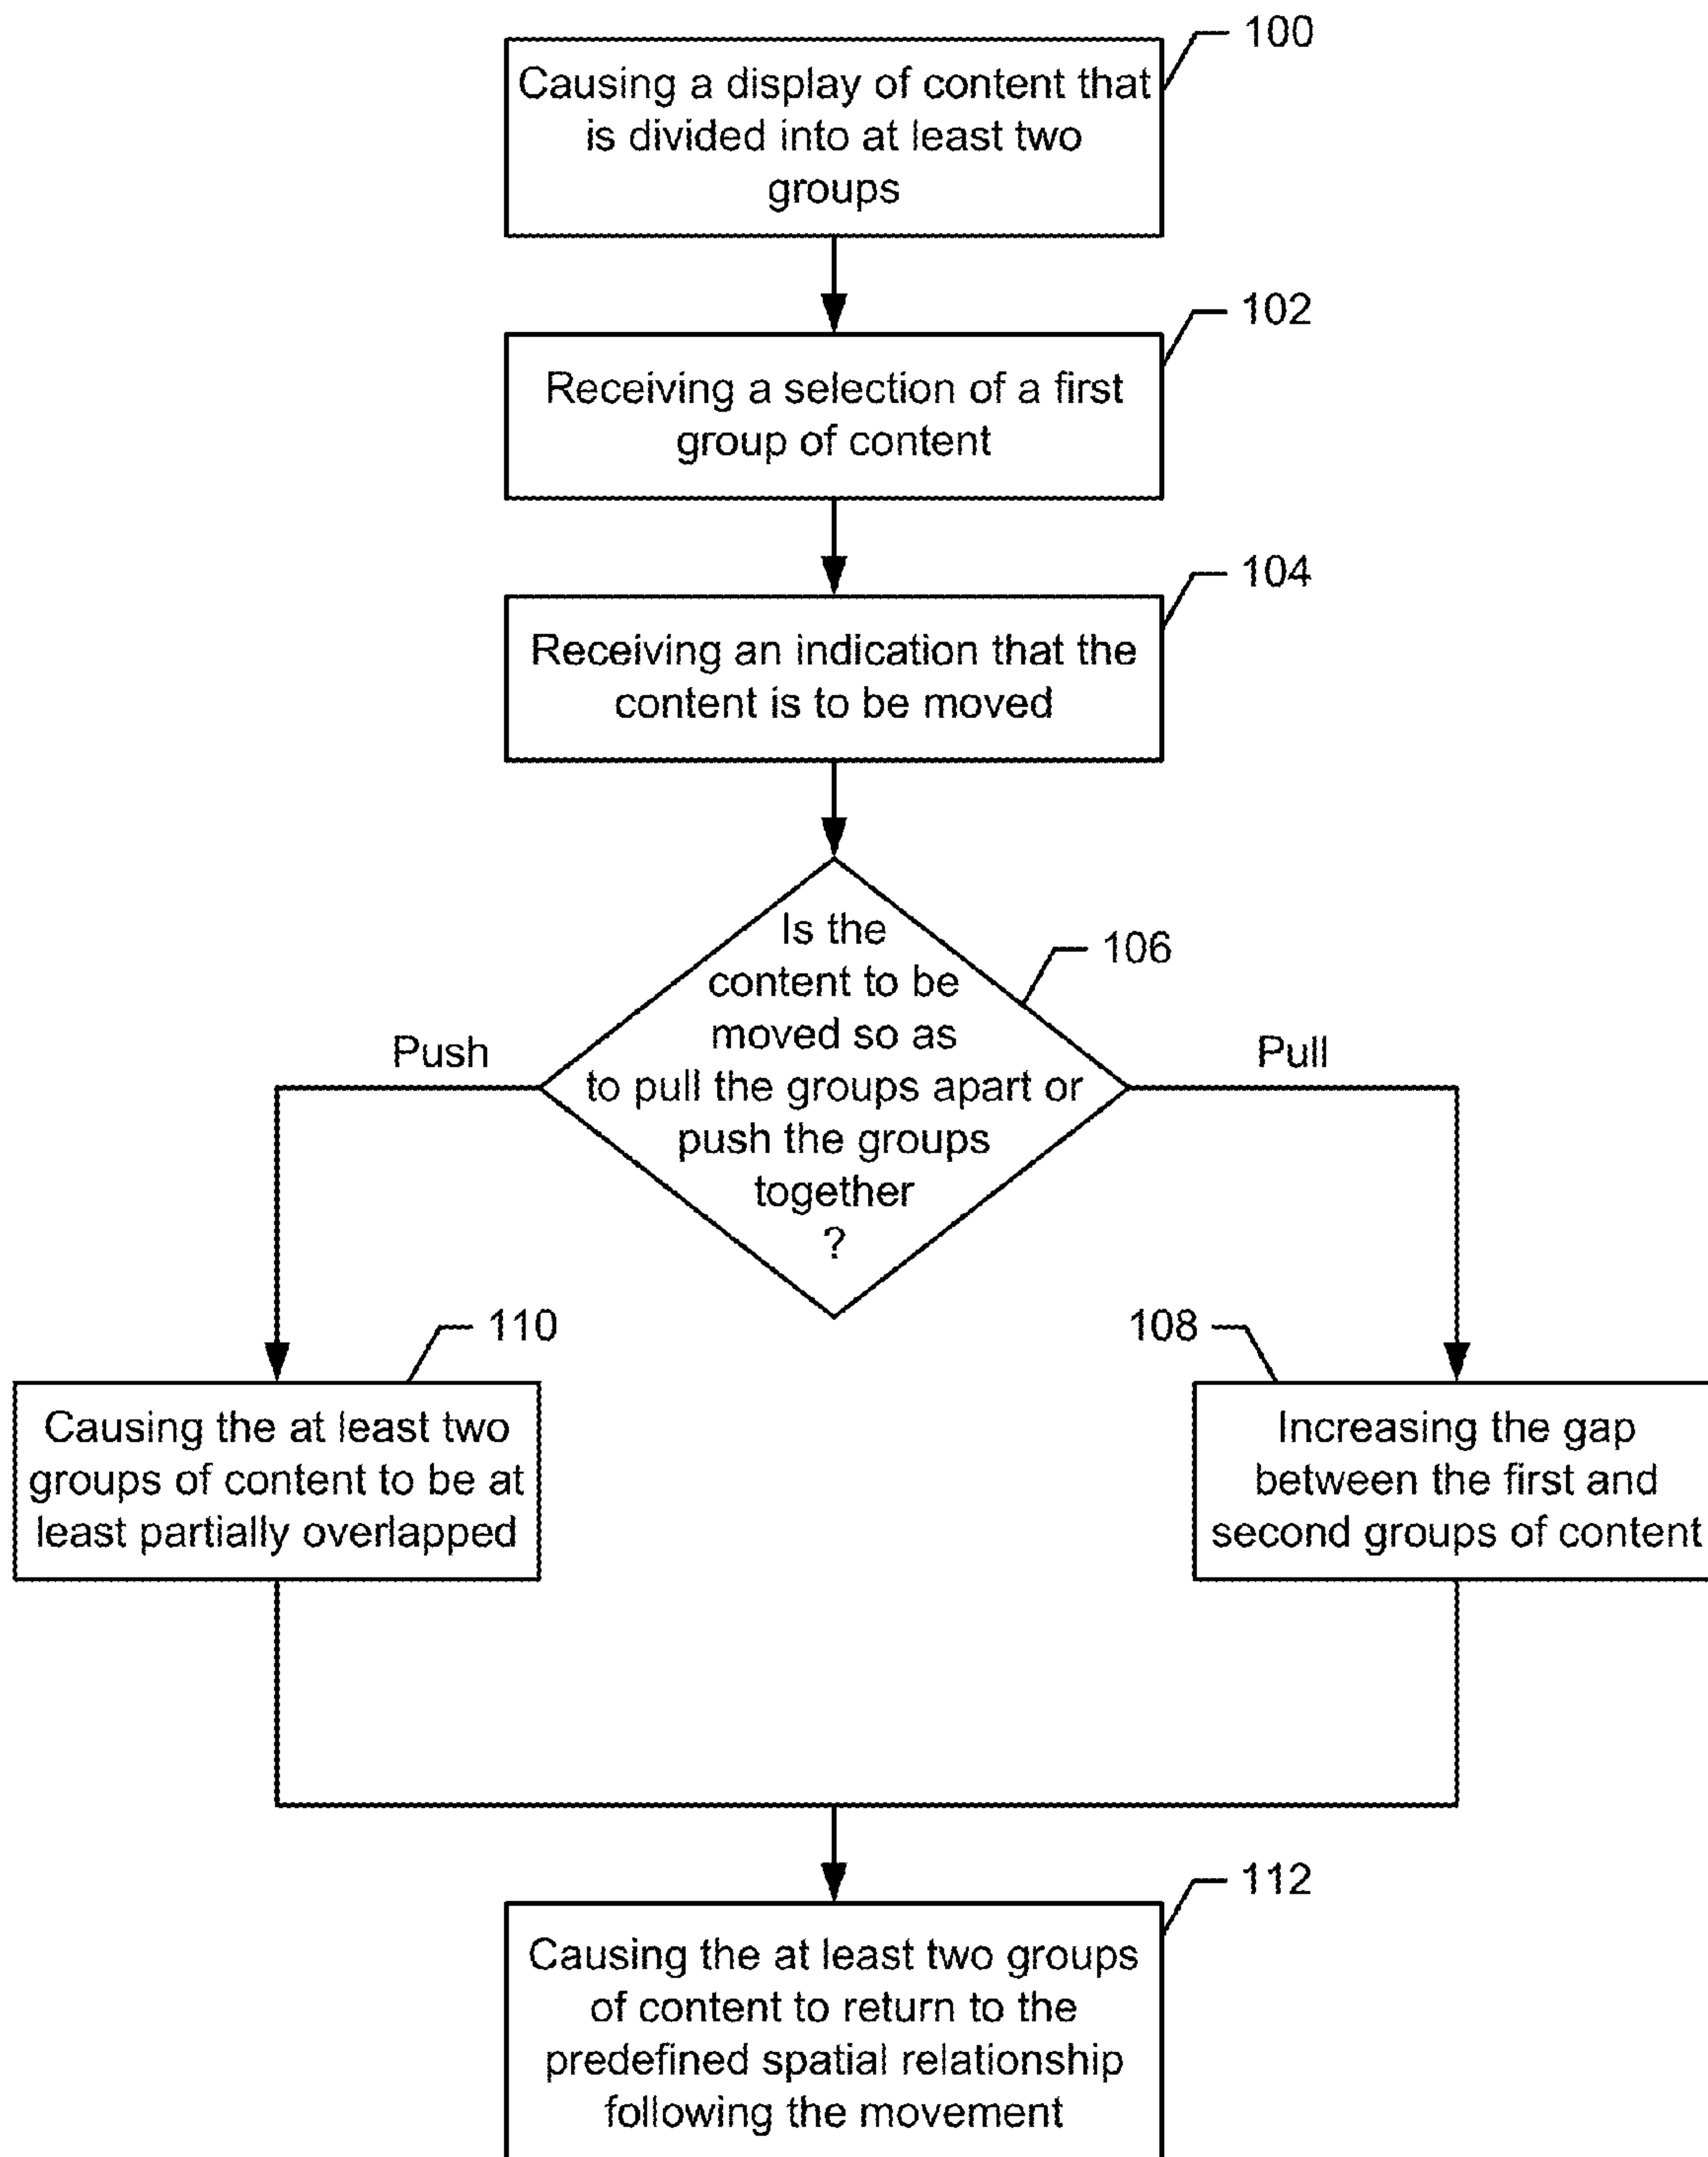 100
Causing a display of content that
is divided into at least two
groups
102
Receiving a selection of a first
group of content
104
Receiving an indication that the
content is to be moved
106
Is the
content to be
moved so as
to pull the groups apart or
push the groups
together
?
Push
Pull
110
Causing the at least two
groups of content to be at
least partially overlapped
108
Increasing the gap
between the first and
second groups of content
112
Causing the at least two groups
of content to return to the
predefined spatial relationship
following the movement